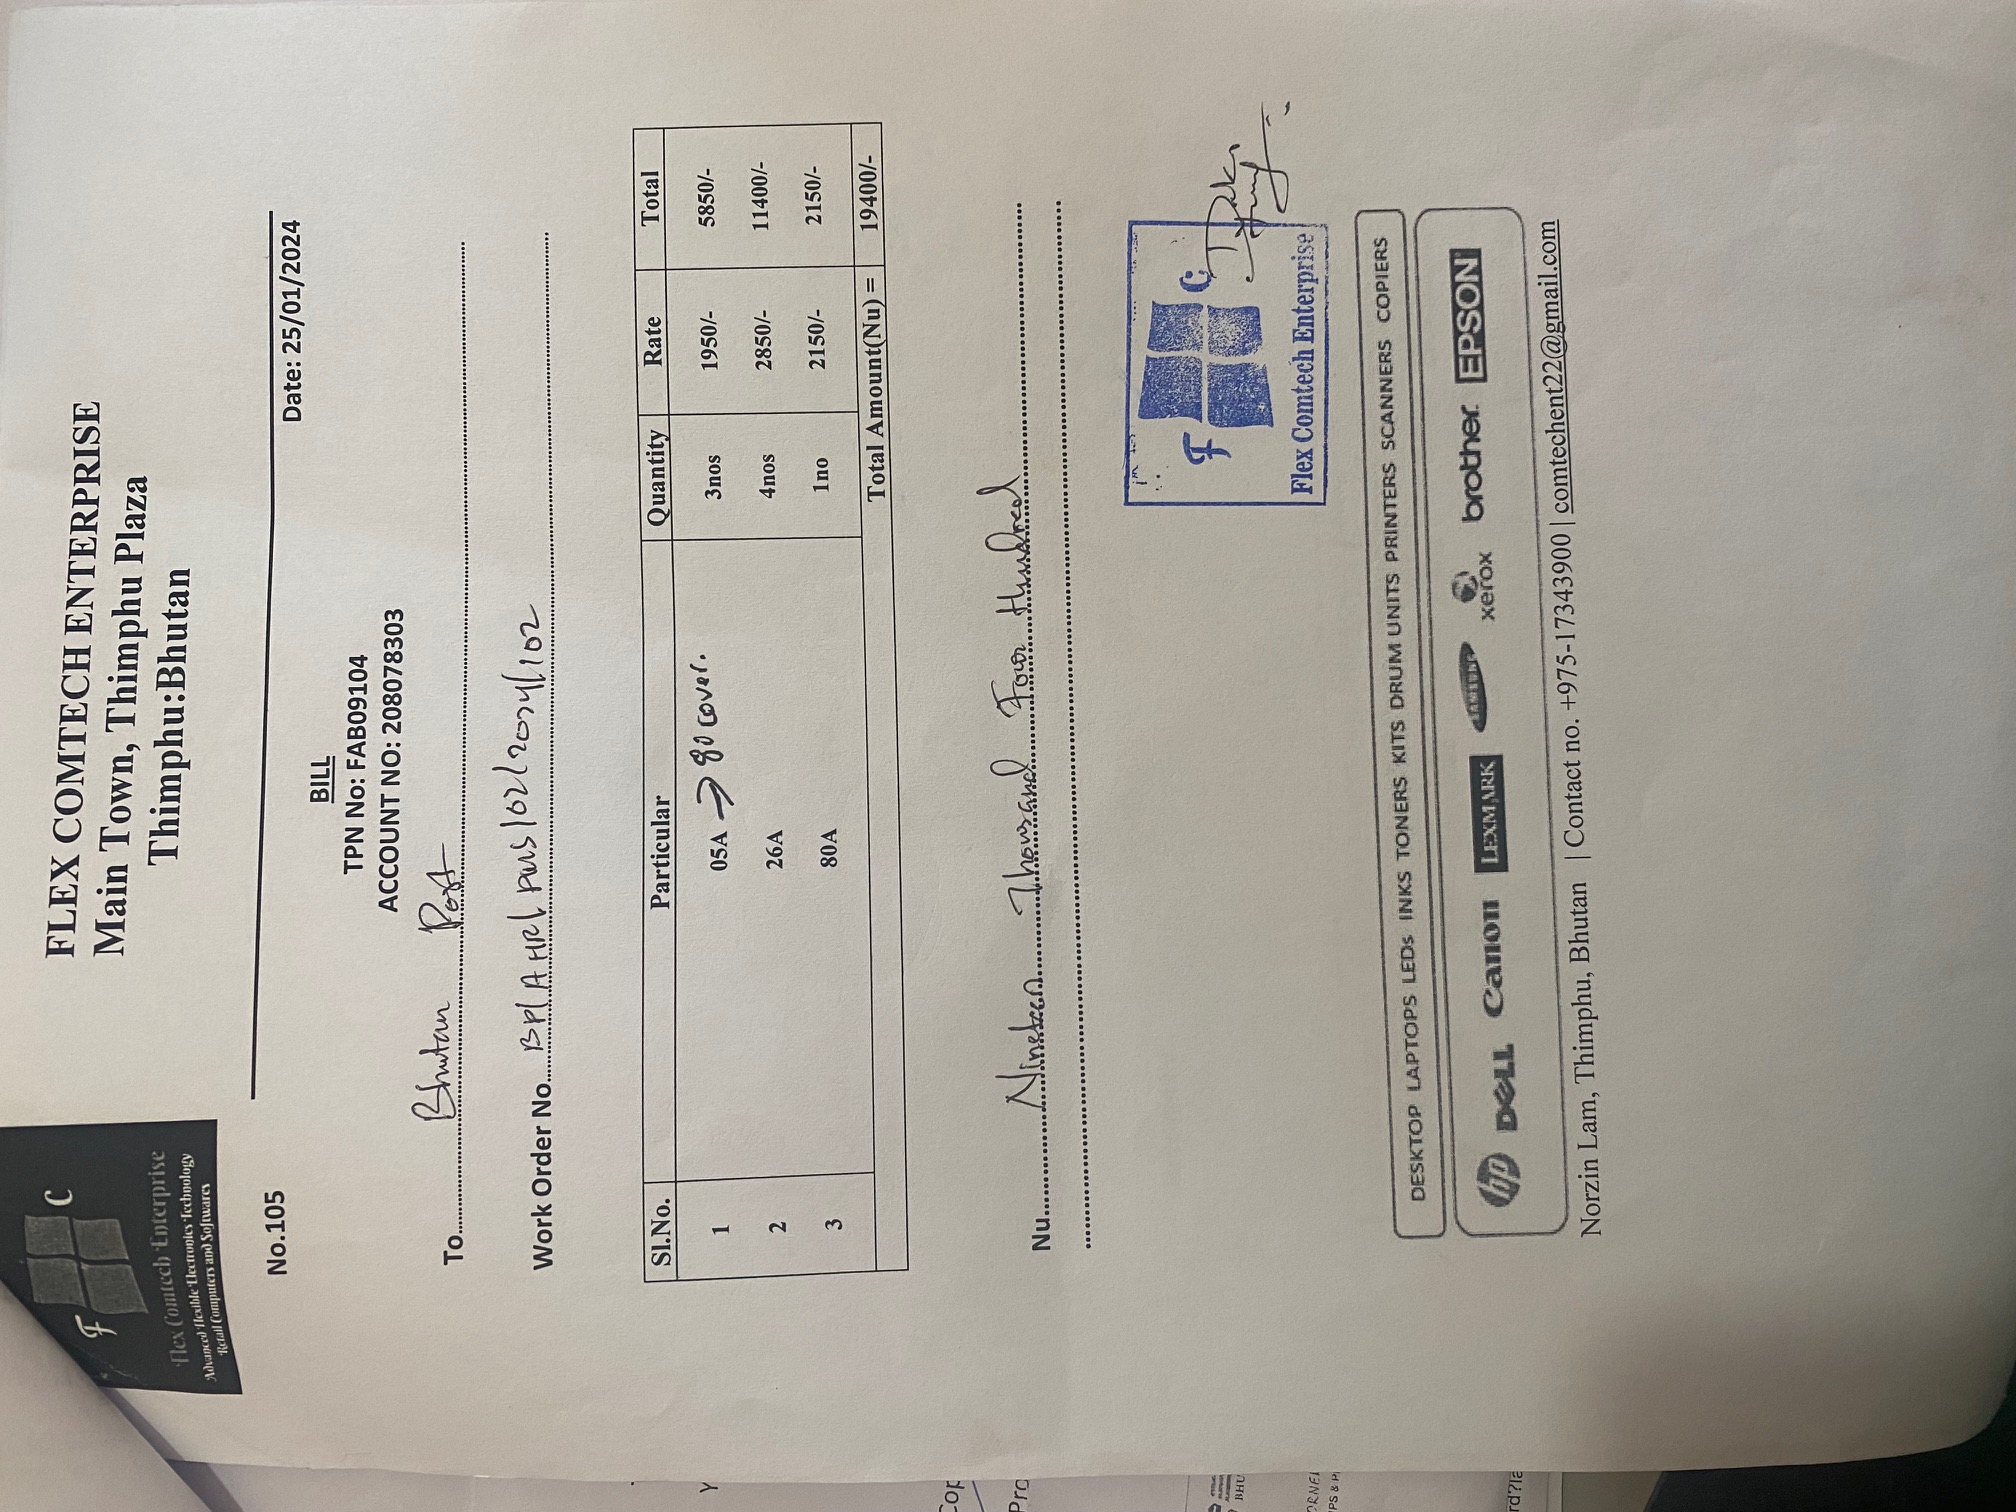 F C
Flex Comtech Enterprise
Advanced Flexible Electronics Technology
Retail Computers and Softwares
FLEX COMTECH ENTERPRISE
Main Town, Thimphu Plaza
Thimphu:Bhutan
No.105
Date: 25/01/2024
BILL
TPN No: FAB09104
ACCOUNT NO: 208078303
To Bhutan Post
Work Order No BP/AHR/PMS/02/2024/102
Sl.No. Particular Quantity Rate Total
1 05A → 80 cover. 3nos 1950/- 5850/-
2 26A 4nos 2850/- 11400/-
3 80A 1no 2150/- 2150/-
Total Amount(Nu) = 19400/-
Nu Nineteen Thousand Four Hundred
F C
Flex Comtech Enterprise
DESKTOP LAPTOPS LEDs INKS TONERS KITS DRUM UNITS PRINTERS SCANNERS COPIERS
hp DELL Canon LEXMARK SAMSUNG xerox brother EPSON
Norzin Lam, Thimphu, Bhutan | Contact no. +975-17343900 | comtechent22@gmail.com